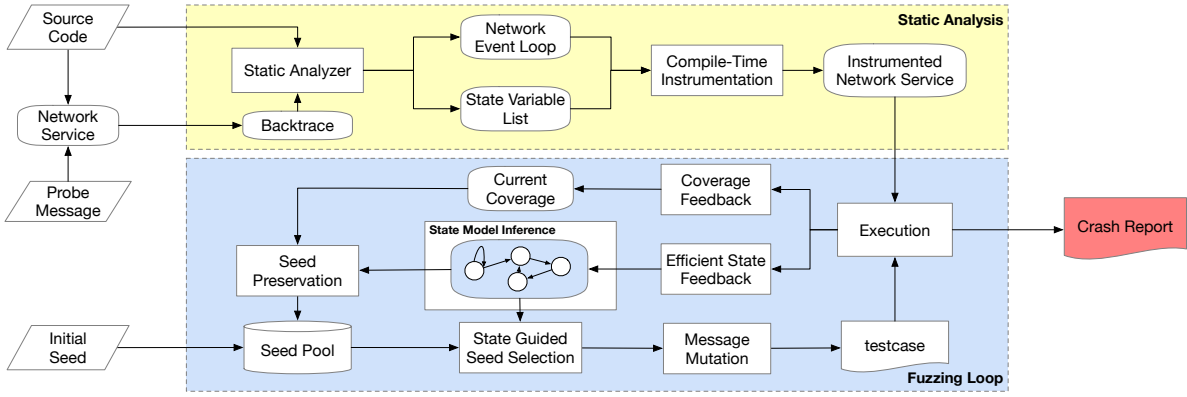 Source
Code
Static Analysis
Network
Event Loop
Static Analyzer
Compile-Time
Instrumentation
Instrumented
Network Service
State Variable
List
Network
Service
Backtrace
Probe
Message
Current
Coverage
Coverage
Feedback
State Model Inference
Execution
Crash Report
Seed
Preservation
Efficient State
Feedback
Initial
Seed
Seed Pool
State Guided
Seed Selection
Message
Mutation
testcase
Fuzzing Loop